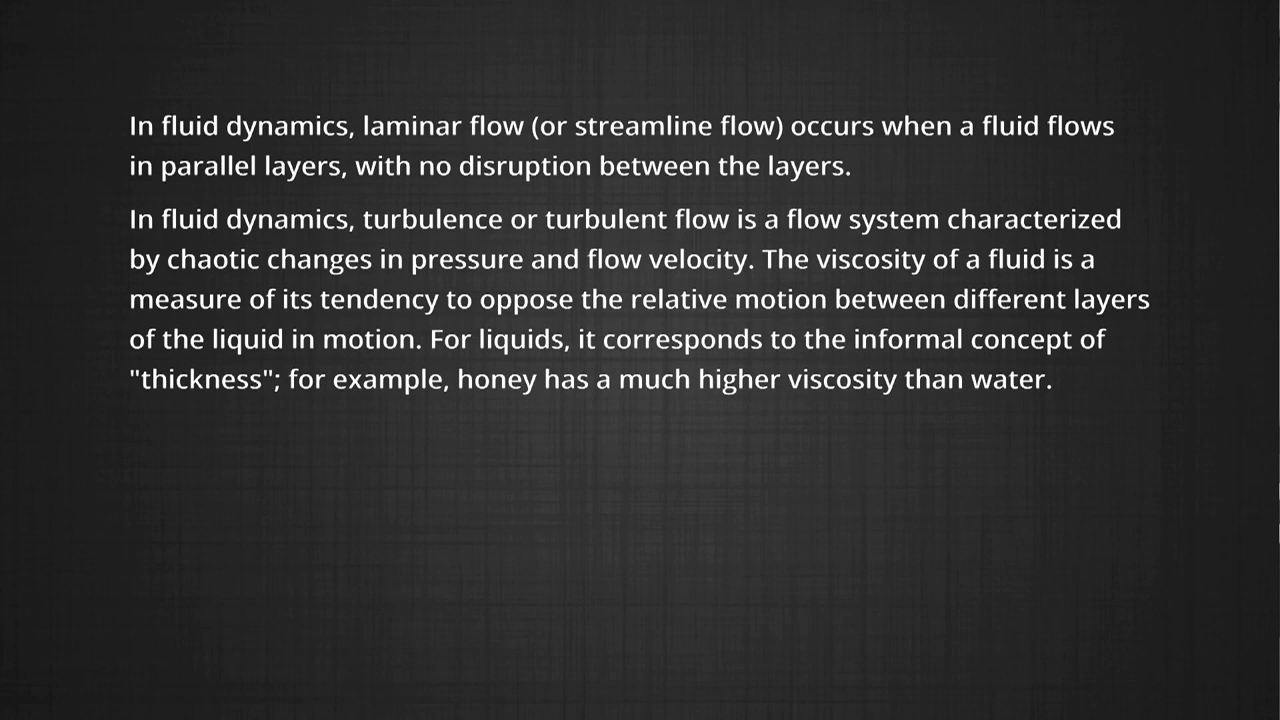 In fluid dynamics, laminar flow (or streamline flow) occurs when a fluid flows
in parallel layers, with no disruption between the layers.
In fluid dynamics, turbulence or turbulent flow is a flow system characterized
by chaotic changes in pressure and flow velocity. The viscosity of a fluid is a
measure of its tendency to oppose the relative motion between different layers
of the liquid in motion. For liquids, it corresponds to the informal concept of
"thickness"; for example, honey has a much higher viscosity than water.